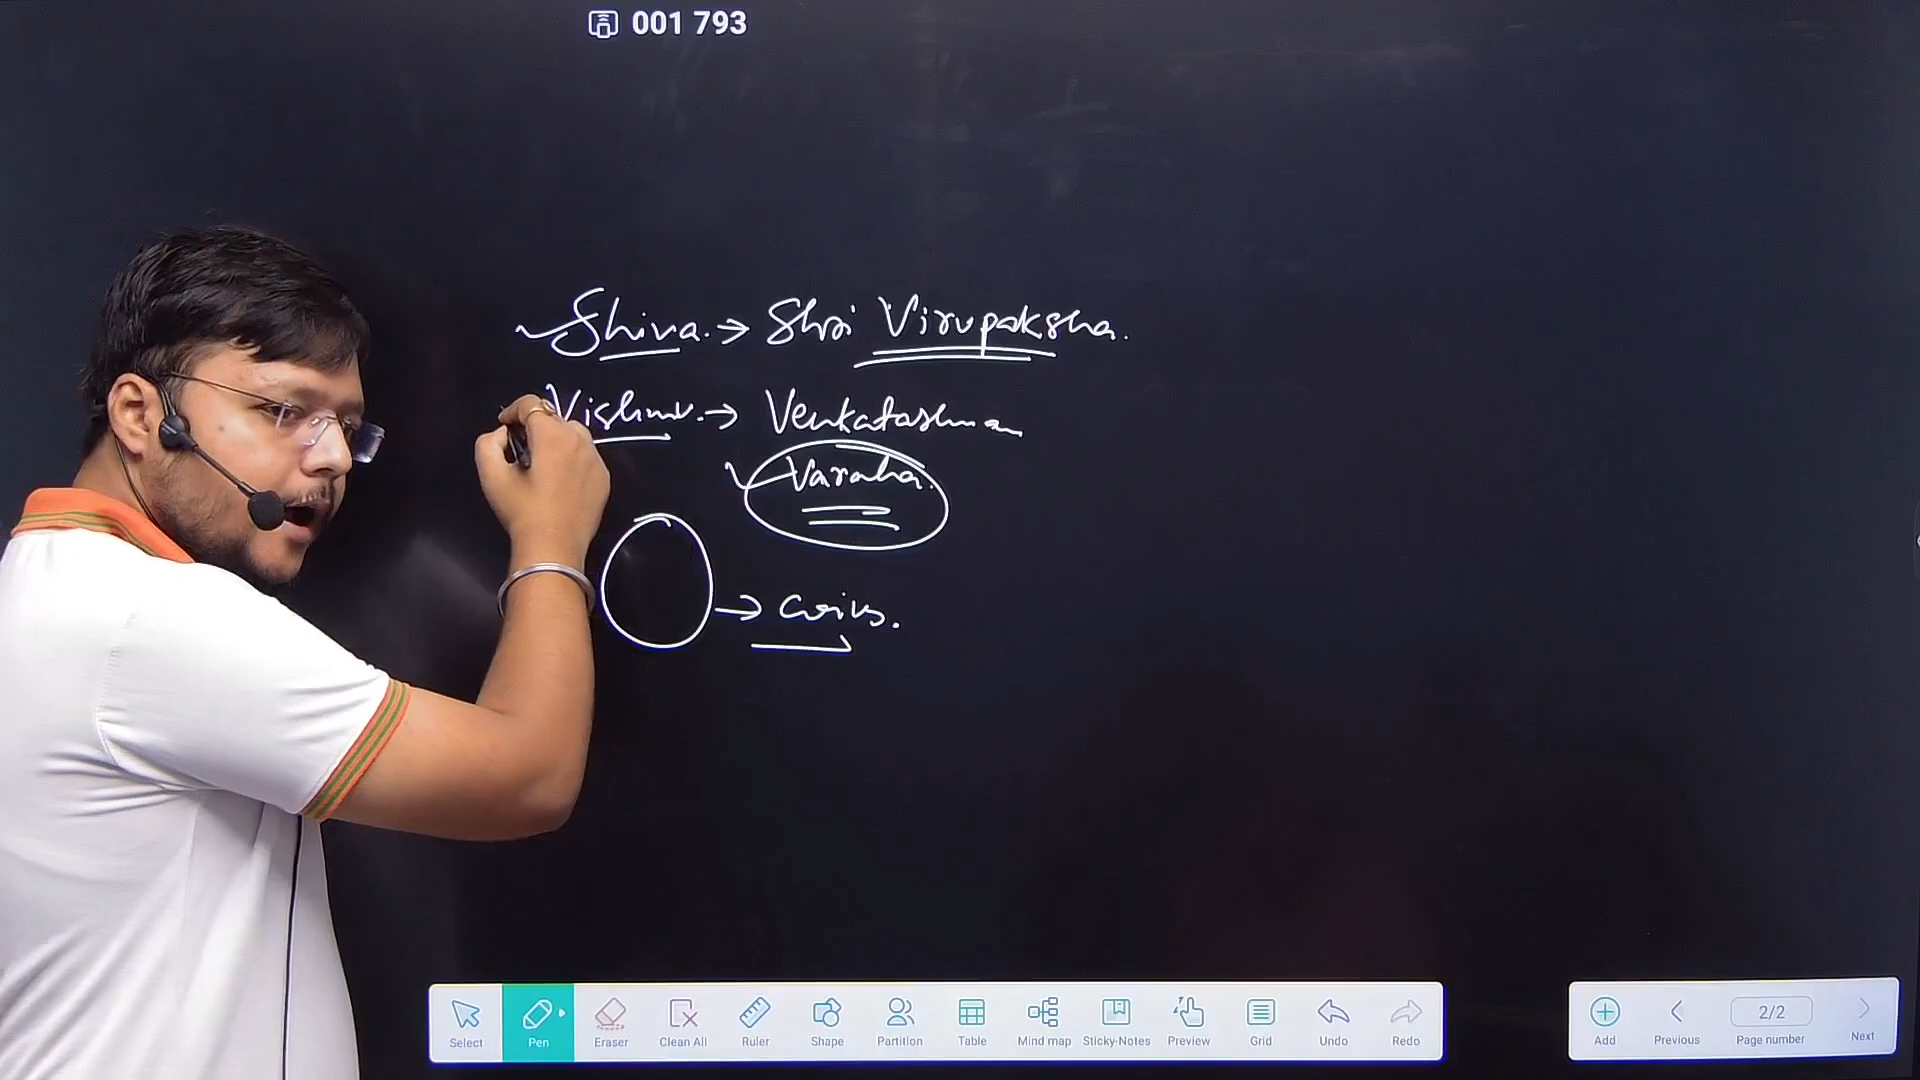 001 793
Shiva. → Shri Virupaksha.
Vishnu. → Venkateshwar
Varaha.
→ coins.
Select Pen Eraser Clean All Ruler Shape Partition Table Mind map Sticky-Notes Preview Grid Undo Redo
Add Previous 2/2 Page number Next